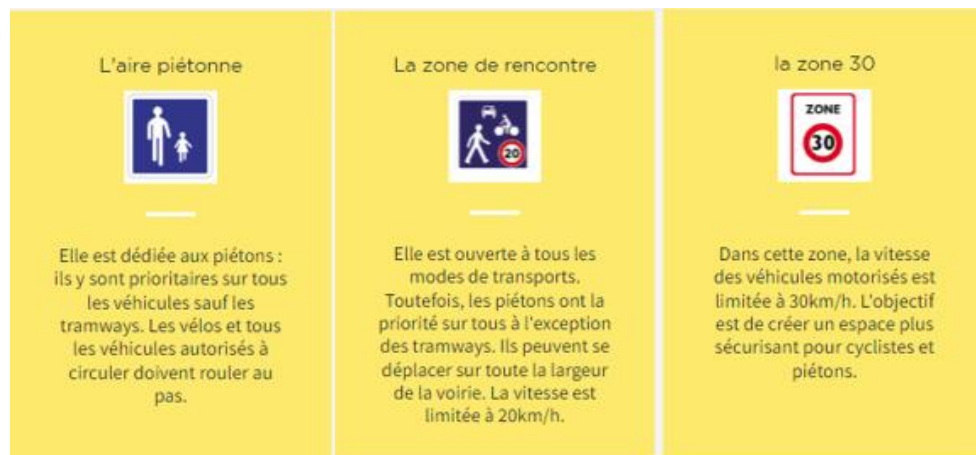 L'aire piétonne
Elle est dédiée aux piétons :
ils y sont prioritaires sur tous
les véhicules sauf les
tramways. Les vélos et tous
les véhicules autorisés à
circuler doivent rouler au
pas.
La zone de rencontre
20
Elle est ouverte à tous les
modes de transports.
Toutefois, les piétons ont la
priorité sur tous à l'exception
des tramways. Ils peuvent se
déplacer sur toute la largeur
de la voirie. La vitesse est
limitée à 20km/h.
la zone 30
ZONE
30
Dans cette zone, la vitesse
des véhicules motorisés est
limitée à 30km/h. L'objectif
est de créer un espace plus
sécurisant pour cyclistes et
piétons.